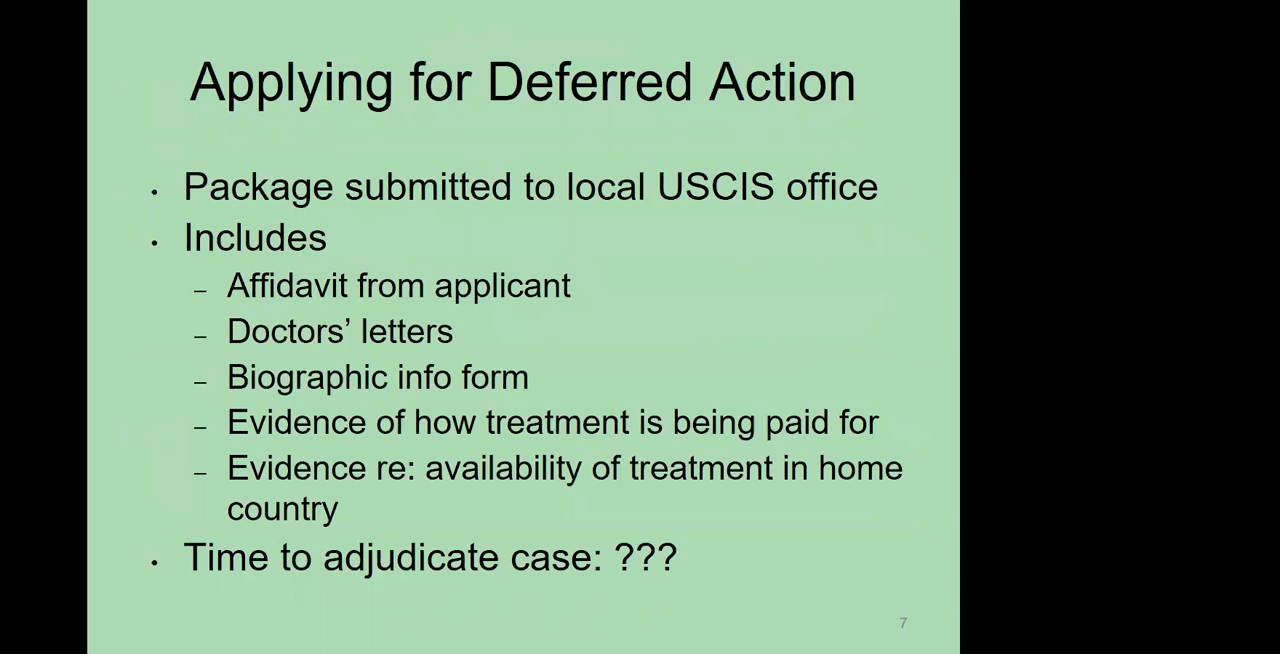 Applying for Deferred Action
• Package submitted to local USCIS office
• Includes
– Affidavit from applicant
– Doctors’ letters
– Biographic info form
– Evidence of how treatment is being paid for
– Evidence re: availability of treatment in home
country
• Time to adjudicate case: ???
7